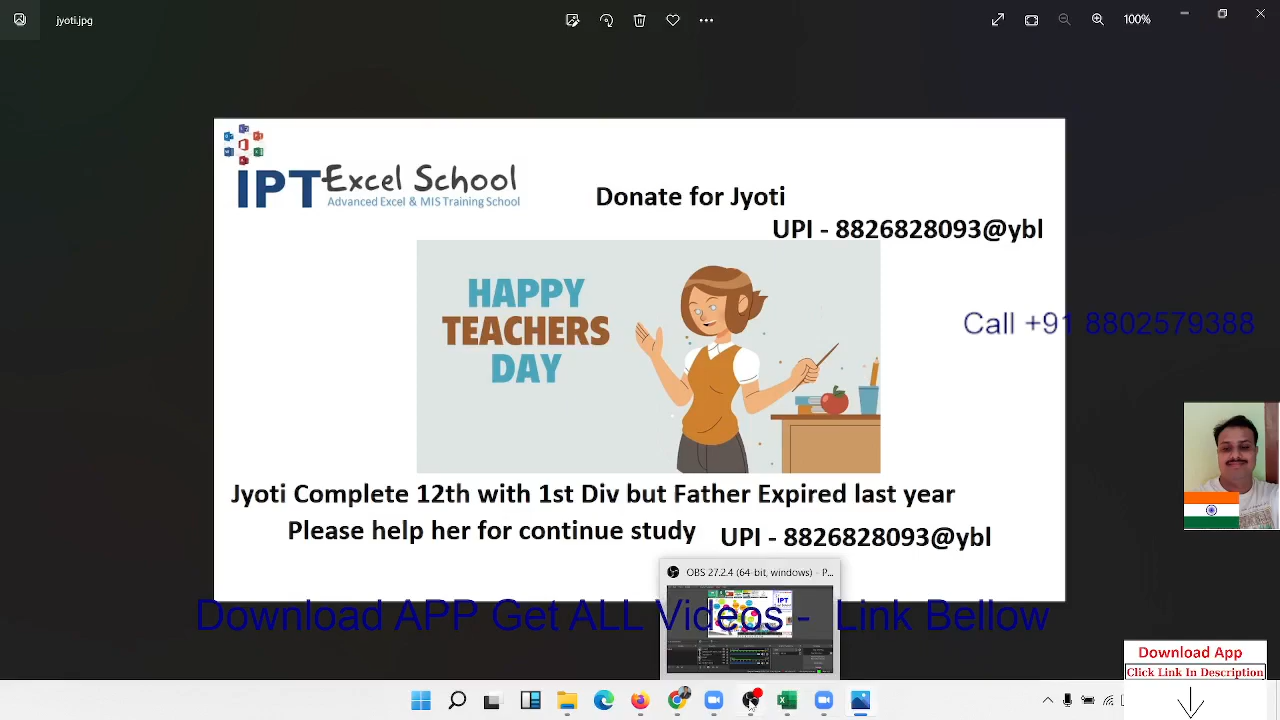 jyoti.jpg
100%
IPT Excel School
Advanced Excel & MIS Training School
Donate for Jyoti
UPI - 8826828093@ybl
HAPPY
TEACHERS
DAY
Call +91 8802579388
Jyoti Complete 12th with 1st Div but Father Expired last year
Please help her for continue study UPI - 8826828093@ybl
OBS 27.2.4 (64-bit, windows) - P...
IPT
Download APP Get ALL Videos - Link Bellow
Download App
Click Link In Description